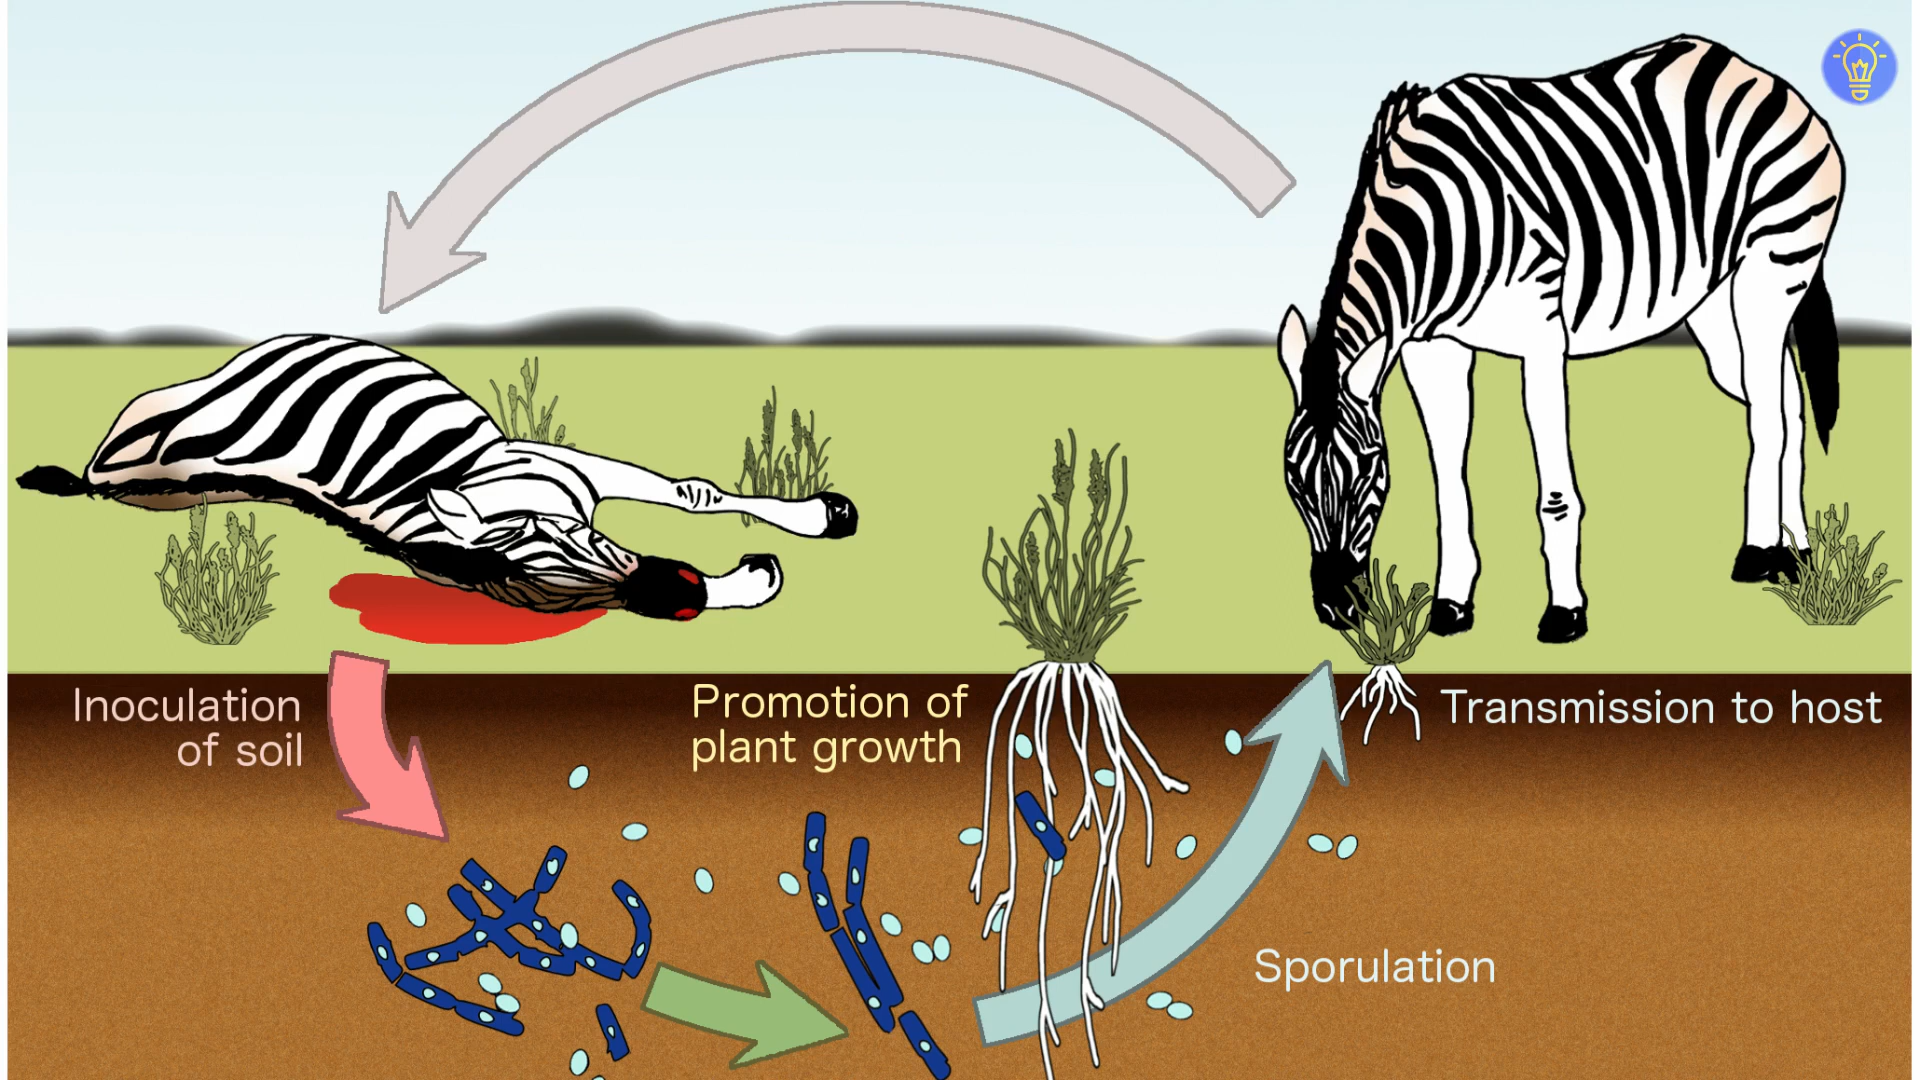 Inoculation
of soil
Promotion of
plant growth
Transmission to host
Sporulation